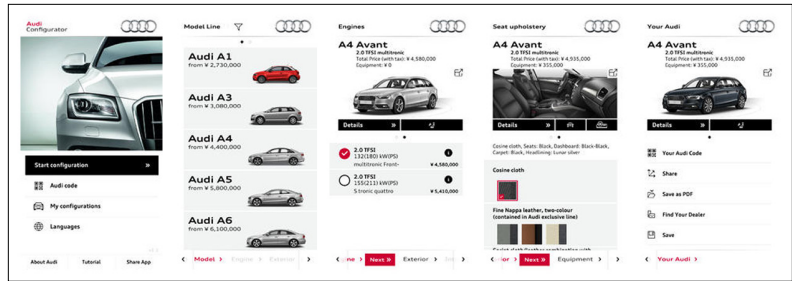 Audi
Configurator
Start configuration »
Audi code
My configurations
Languages
About Audi Tutorial Share App
Model Line
Audi A1
from ¥ 2,730,000
Audi A3
from ¥ 3,080,000
Audi A4
from ¥ 4,400,000
Audi A5
from ¥ 5,800,000
Audi A6
from ¥ 6,100,000
‹ Model › Engine › Exterior ›
Engines
A4 Avant
2.0 TFSI multitronic
Total Price (with tax): ¥ 4,580,000
Equipment: ¥ 0
Details »
2.0 TFSI
132(180) kW(PS)
multitronic Front- ¥ 4,580,000
2.0 TFSI
155(211) kW(PS)
S tronic quattro ¥ 5,410,000
‹ ne › Next » Exterior ›
Seat upholstery
A4 Avant
2.0 TFSI multitronic
Total Price (with tax): ¥ 4,935,000
Equipment: ¥ 355,000
Details »
Cosine cloth, Seats: Black, Dashboard: Black-Black,
Carpet: Black, Headlining: Lunar silver
Cosine cloth
Fine Nappa leather, two-colour
(contained in Audi exclusive line)
leather combination with
‹ ior › Next » Equipment ›
Your Audi
A4 Avant
2.0 TFSI multitronic
Total Price (with tax): ¥ 4,935,000
Equipment: ¥ 355,000
Details »
Your Audi Code
Share
Save as PDF
Find Your Dealer
Save
‹ Your Audi ›